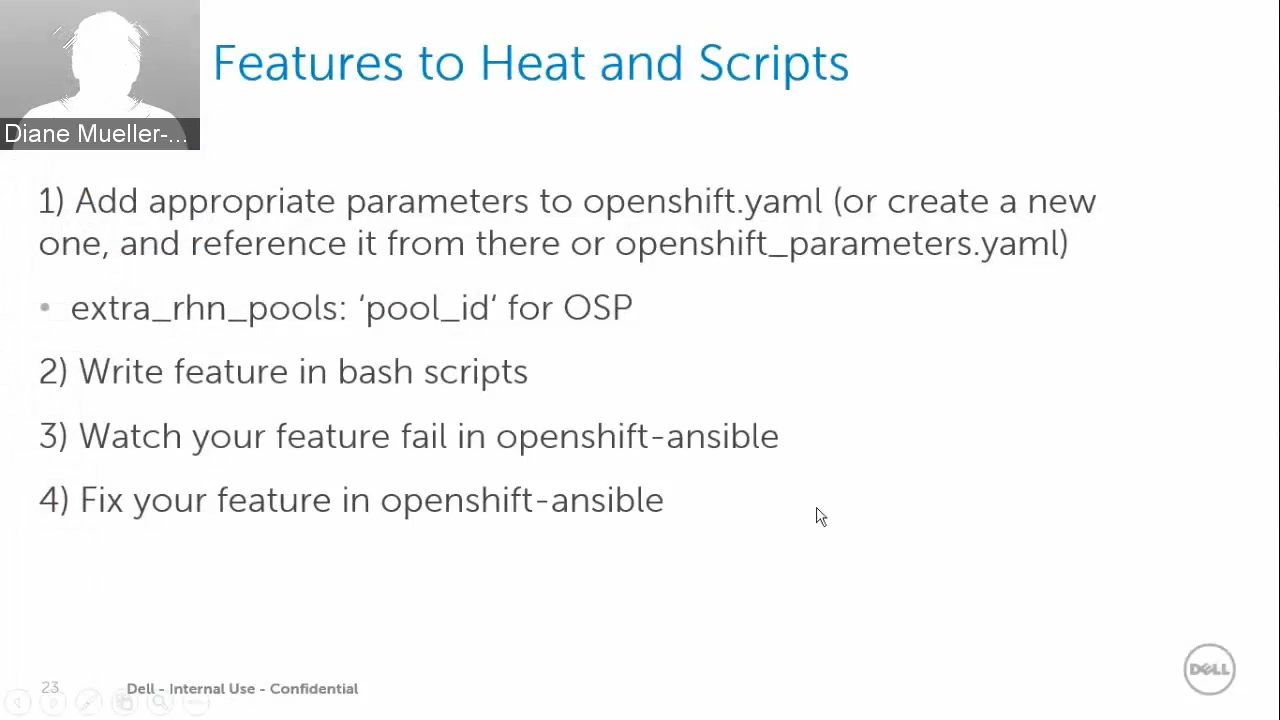 Features to Heat and Scripts
Diane Mueller-...
1) Add appropriate parameters to openshift.yaml (or create a new
one, and reference it from there or openshift_parameters.yaml)
• extra_rhn_pools: ‘pool_id’ for OSP
2) Write feature in bash scripts
3) Watch your feature fail in openshift-ansible
4) Fix your feature in openshift-ansible
23
Dell - Internal Use - Confidential
DELL